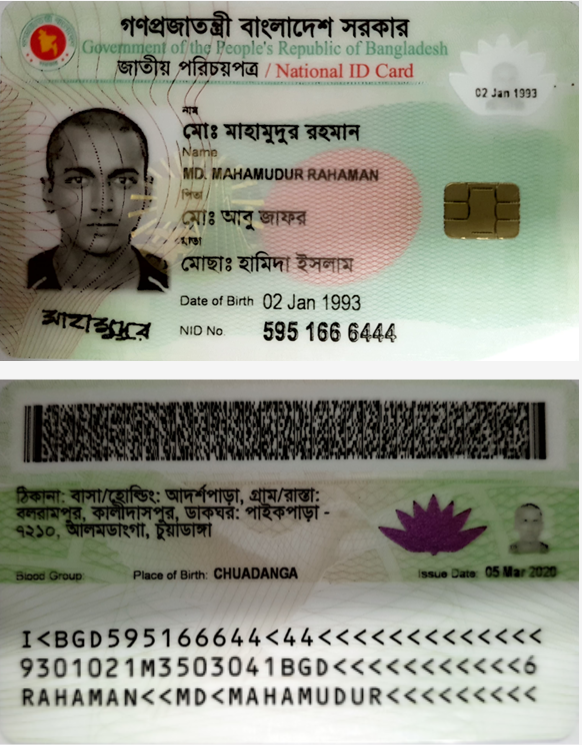 গণপ্রজাতন্ত্রী বাংলাদেশ সরকার
Government of the People's Republic of Bangladesh
জাতীয় পরিচয়পত্র / National ID Card
02 Jan 1993
নাম
মোঃ মাহামুদুর রহমান
Name
MD. MAHAMUDUR RAHAMAN
পিতা
মোঃ আবু জাফর
মাতা
মোছাঃ হামিদা ইসলাম
Date of Birth 02 Jan 1993
মাহামুদুর
NID No. 595 166 6444
ঠিকানা: বাসা/হোল্ডিং: আদর্শপাড়া, গ্রাম/রাস্তা:
বলরামপুর, কালীদাসপুর, ডাকঘর: পাইকপাড়া -
৭২১০, আলমডাংগা, চুয়াডাঙ্গা
Blood Group: Place of Birth: CHUADANGA Issue Date: 05 Mar 2020
I<BGD595166644<44<<<<<<<<<<<<<
9301021M3503041BGD<<<<<<<<<<<6
RAHAMAN<<MD<MAHAMUDUR<<<<<<<<<